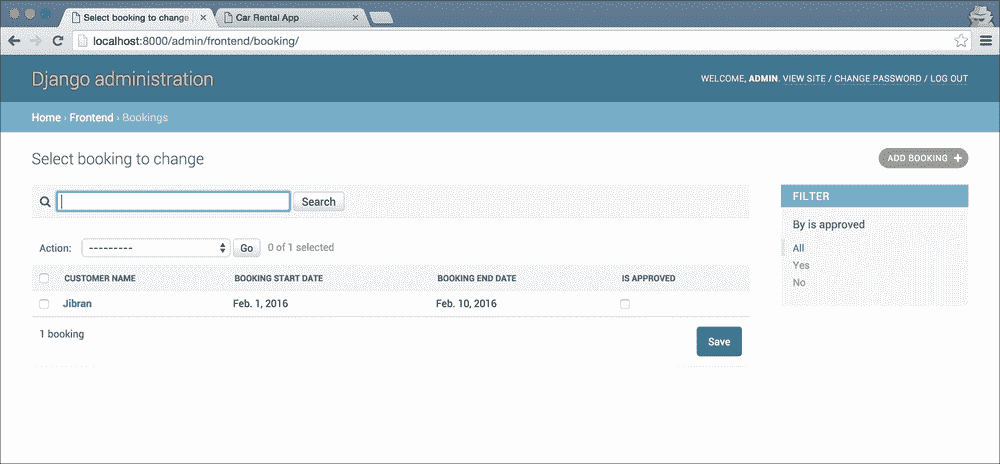 Select booking to change
Car Rental App
localhost:8000/admin/frontend/booking/
Django administration
WELCOME, ADMIN. VIEW SITE / CHANGE PASSWORD / LOG OUT
Home › Frontend › Bookings
Select booking to change
ADD BOOKING +
Search
FILTER
By is approved
All
Yes
No
Action: --------- Go 0 of 1 selected
CUSTOMER NAME BOOKING START DATE BOOKING END DATE IS APPROVED
Jibran Feb. 1, 2016 Feb. 10, 2016
1 booking
Save